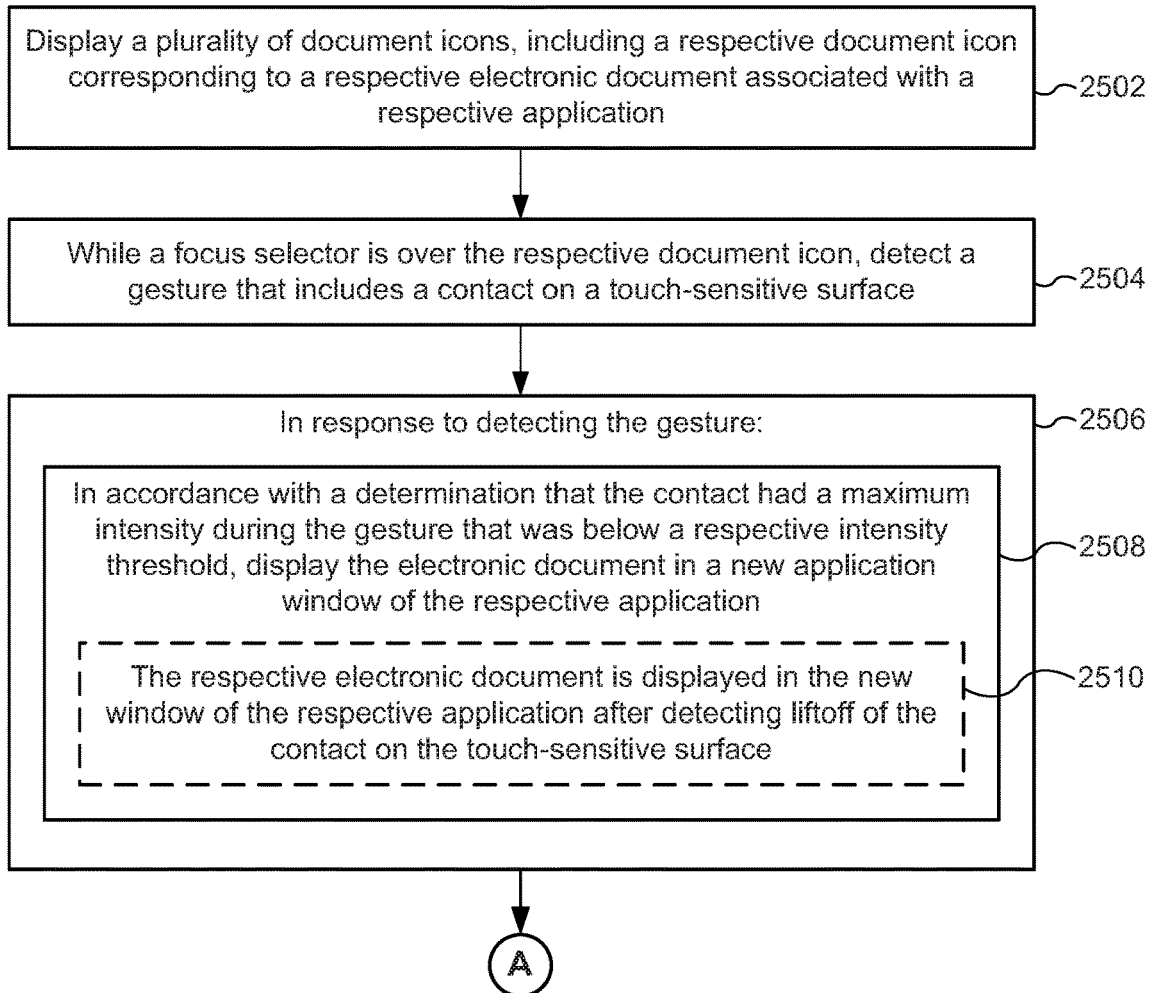 Display a plurality of document icons, including a respective document icon
corresponding to a respective electronic document associated with a
respective application
2502
While a focus selector is over the respective document icon, detect a
gesture that includes a contact on a touch-sensitive surface
2504
In response to detecting the gesture:
2506
In accordance with a determination that the contact had a maximum
intensity during the gesture that was below a respective intensity
threshold, display the electronic document in a new application
window of the respective application
2508
The respective electronic document is displayed in the new
window of the respective application after detecting liftoff of the
contact on the touch-sensitive surface
2510
A